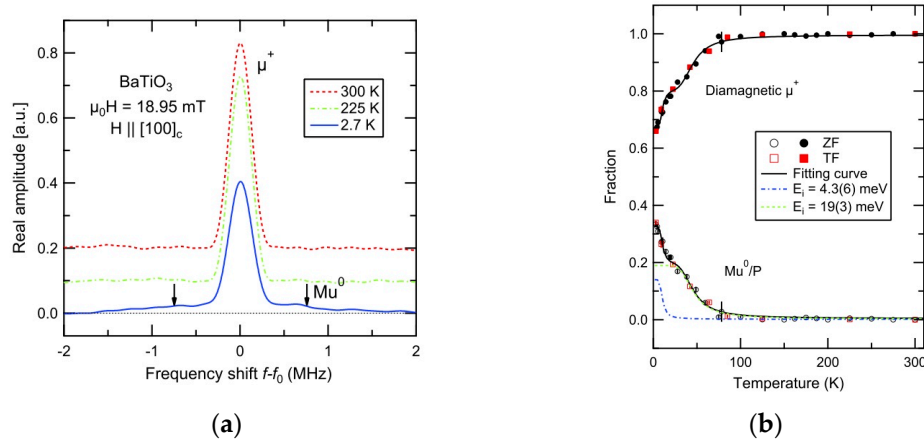 0.8
0.6
0.4
0.2
0.0
Real amplitude [a.u.]
BaTiO₃
μ₀H = 18.95 mT
H || [100]c
μ⁺
300 K
225 K
2.7 K
Mu⁰
-2
-1
0
1
2
Frequency shift f-f₀ (MHz)
(a)
1.0
0.8
0.6
0.4
0.2
0.0
Fraction
Diamagnetic μ⁺
ZF
TF
Fitting curve
Eᵢ = 4.3(6) meV
Eᵢ = 19(3) meV
Mu⁰/P
0
50
100
150
200
250
300
Temperature (K)
(b)